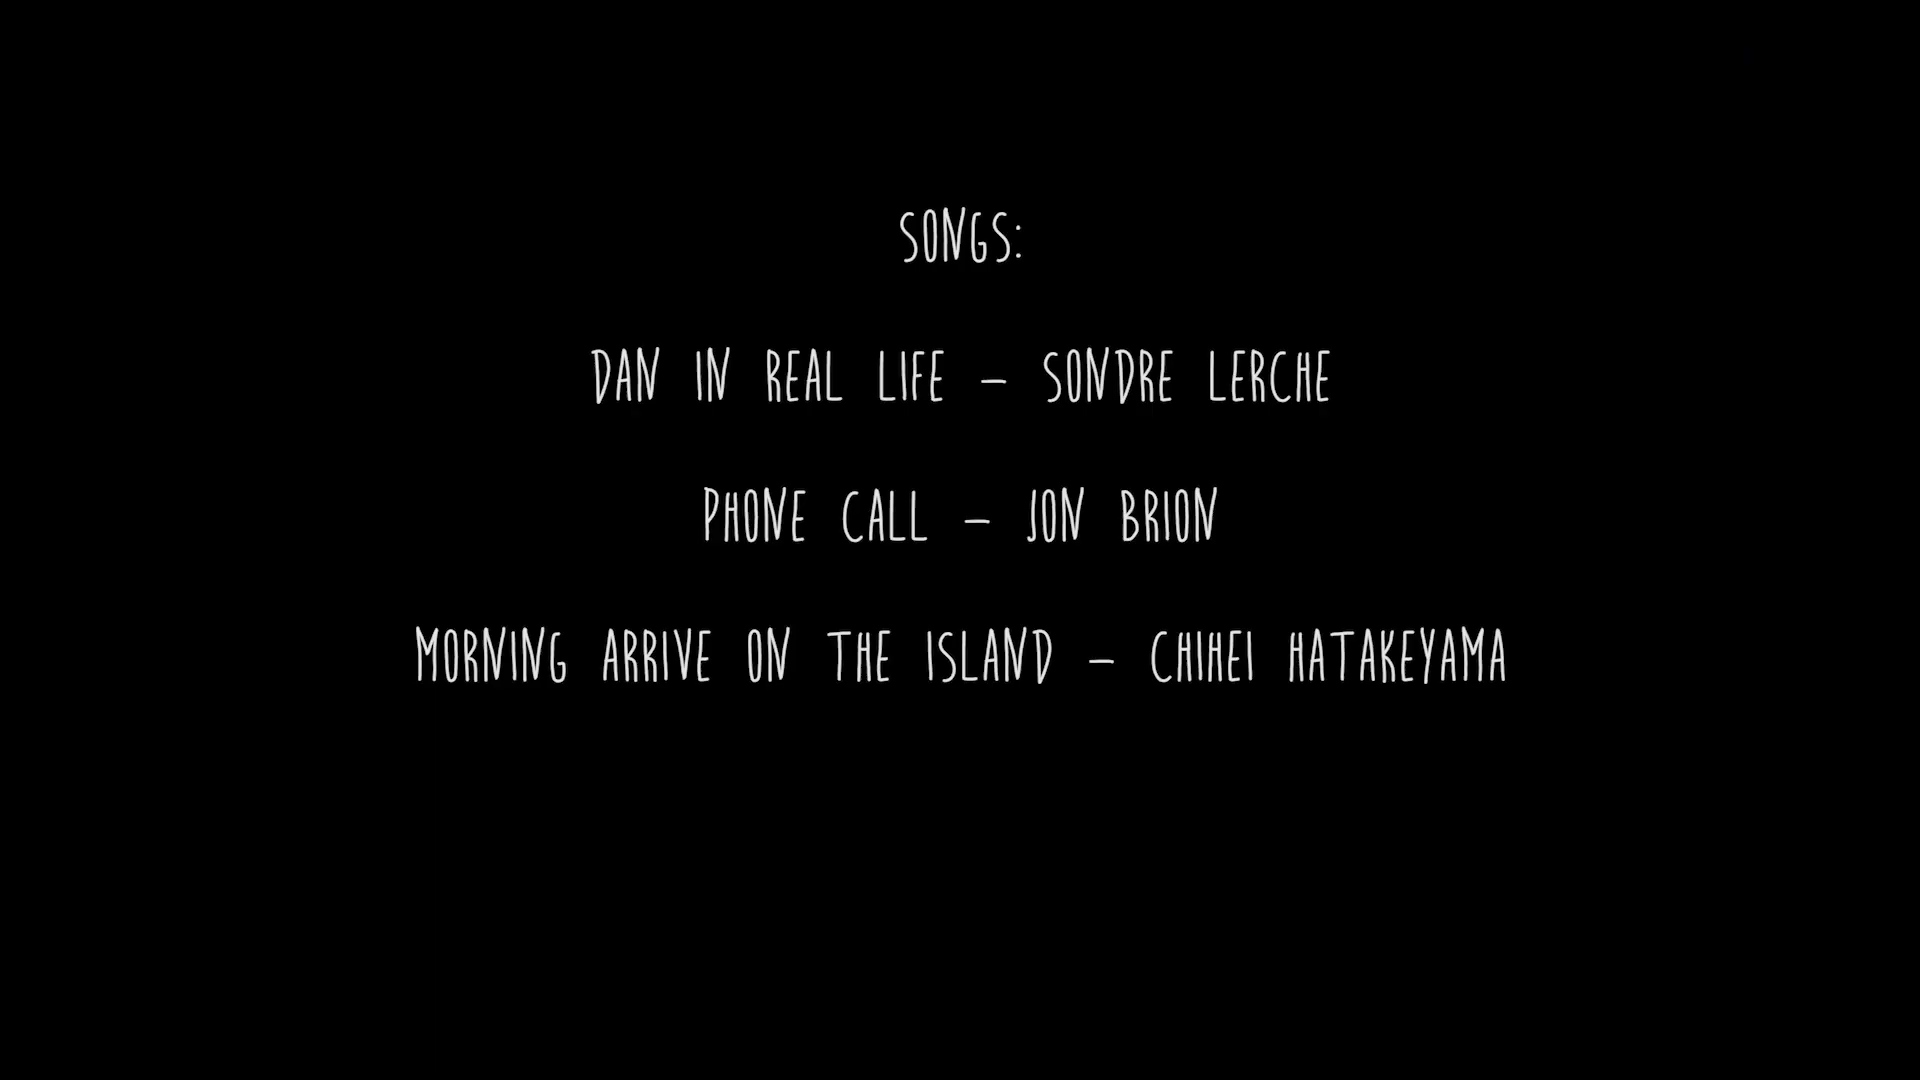 SONGS:
DAN IN REAL LIFE – SONDRE LERCHE
PHONE CALL – JON BRION
MORNING ARRIVE ON THE ISLAND – CHIHEI HATAKEYAMA